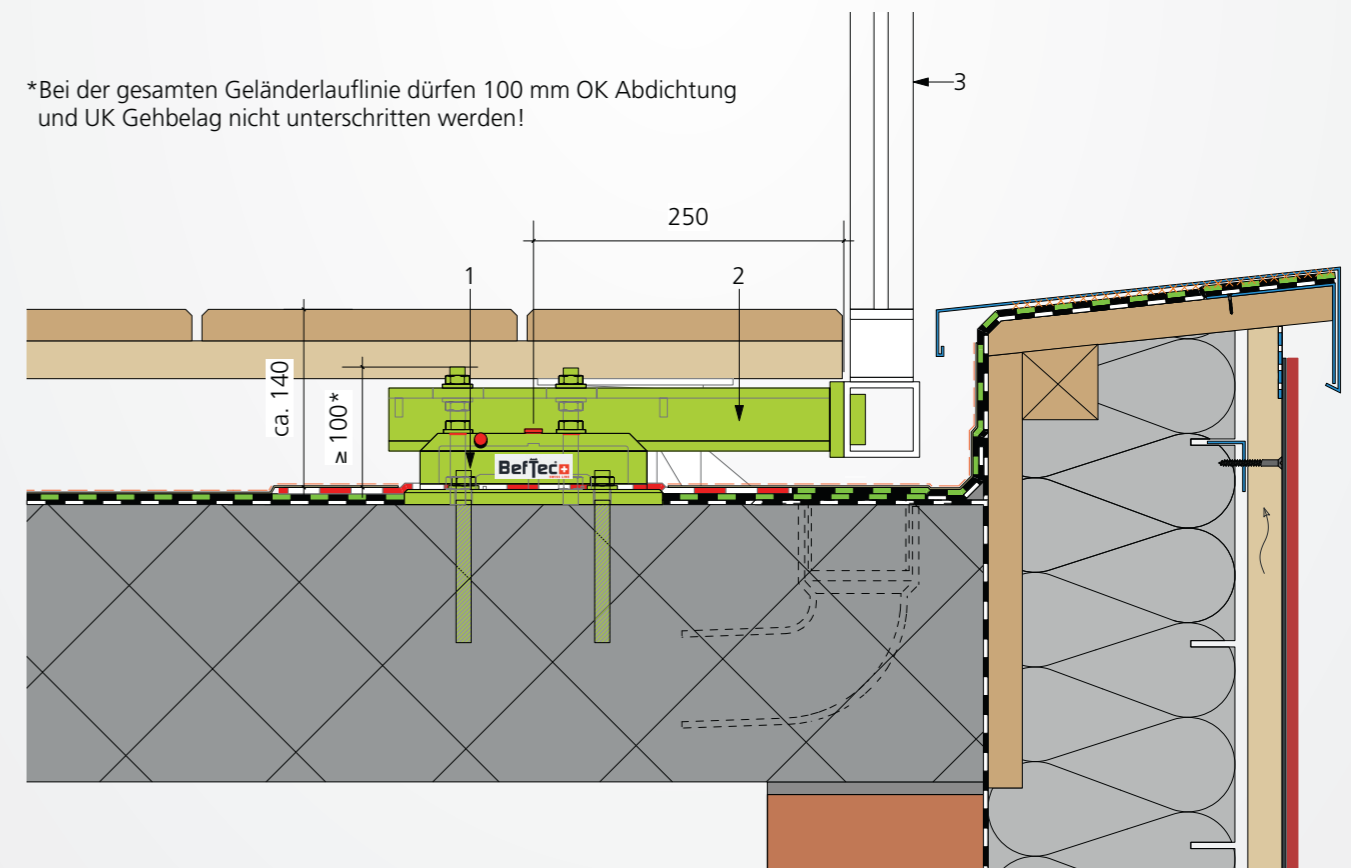 *Bei der gesamten Geländerlauflinie dürfen 100 mm OK Abdichtung
und UK Gehbelag nicht unterschritten werden!
3
250
1
2
ca. 140
≥ 100*
BefTec